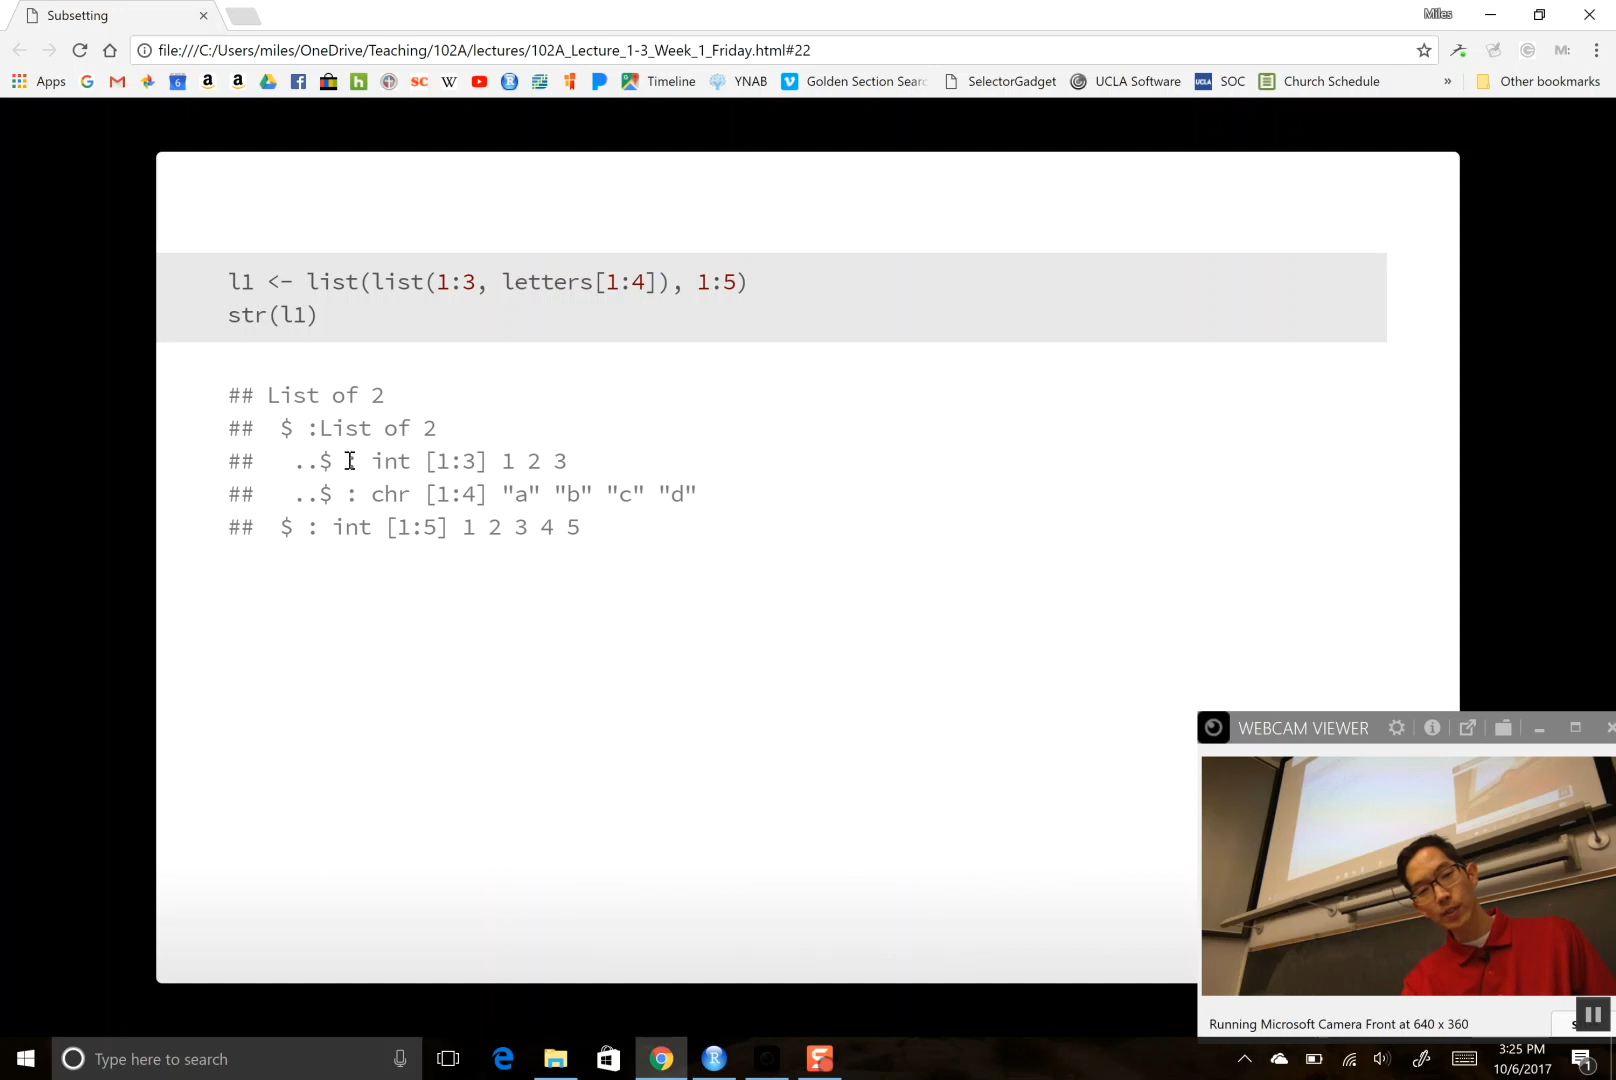 Subsetting
Miles
file:///C:/Users/miles/OneDrive/Teaching/102A/lectures/102A_Lecture_1-3_Week_1_Friday.html#22
M:
Apps
6
a
a
h
sc
W
R
Timeline
YNAB
Golden Section Searc
SelectorGadget
UCLA Software
UCLA
SOC
Church Schedule
»
Other bookmarks
l1 <- list(list(1:3, letters[1:4]), 1:5)
str(l1)
## List of 2
##  $ :List of 2
##   ..$ : int [1:3] 1 2 3
##   ..$ : chr [1:4] "a" "b" "c" "d"
##  $ : int [1:5] 1 2 3 4 5
WEBCAM VIEWER
Running Microsoft Camera Front at 640 x 360
Type here to search
R
3:25 PM
10/6/2017
1